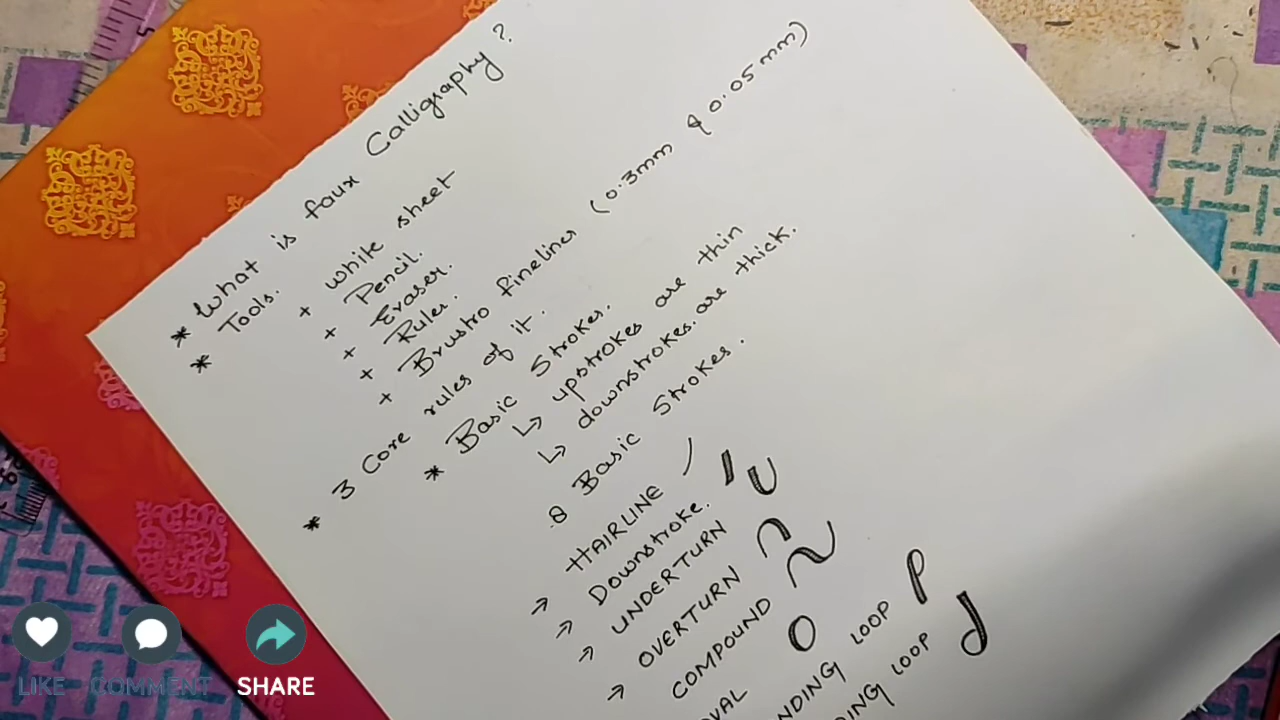 * What is faux Calligraphy?
* Tools.
+ White sheet
+ Pencil.
+ Eraser.
+ Ruler.
+ Brustro fineliner (0.3mm & 0.05mm)
* 3 Core rules of it.
* Basic Strokes.
↳ upstrokes are thin
↳ downstrokes. are thick.
8 Basic Strokes.
→ HAIRLINE
→ Downstroke.
→ UNDERTURN
→ OVERTURN
COMPOUND
OVAL
NDING LOOP
DING LOOP
LIKE COMMENT SHARE